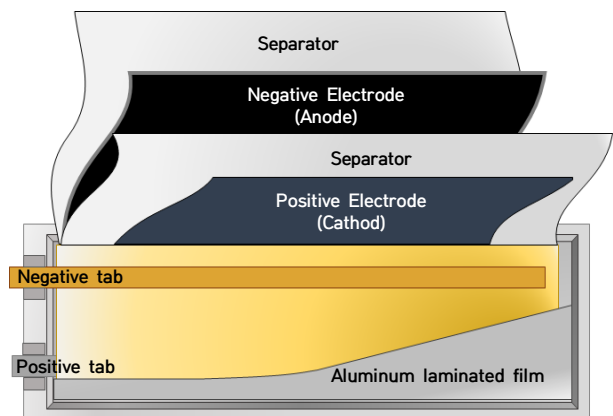 Separator
Negative Electrode
(Anode)
Separator
Positive Electrode
(Cathod)
Negative tab
Positive tab
Aluminum laminated film